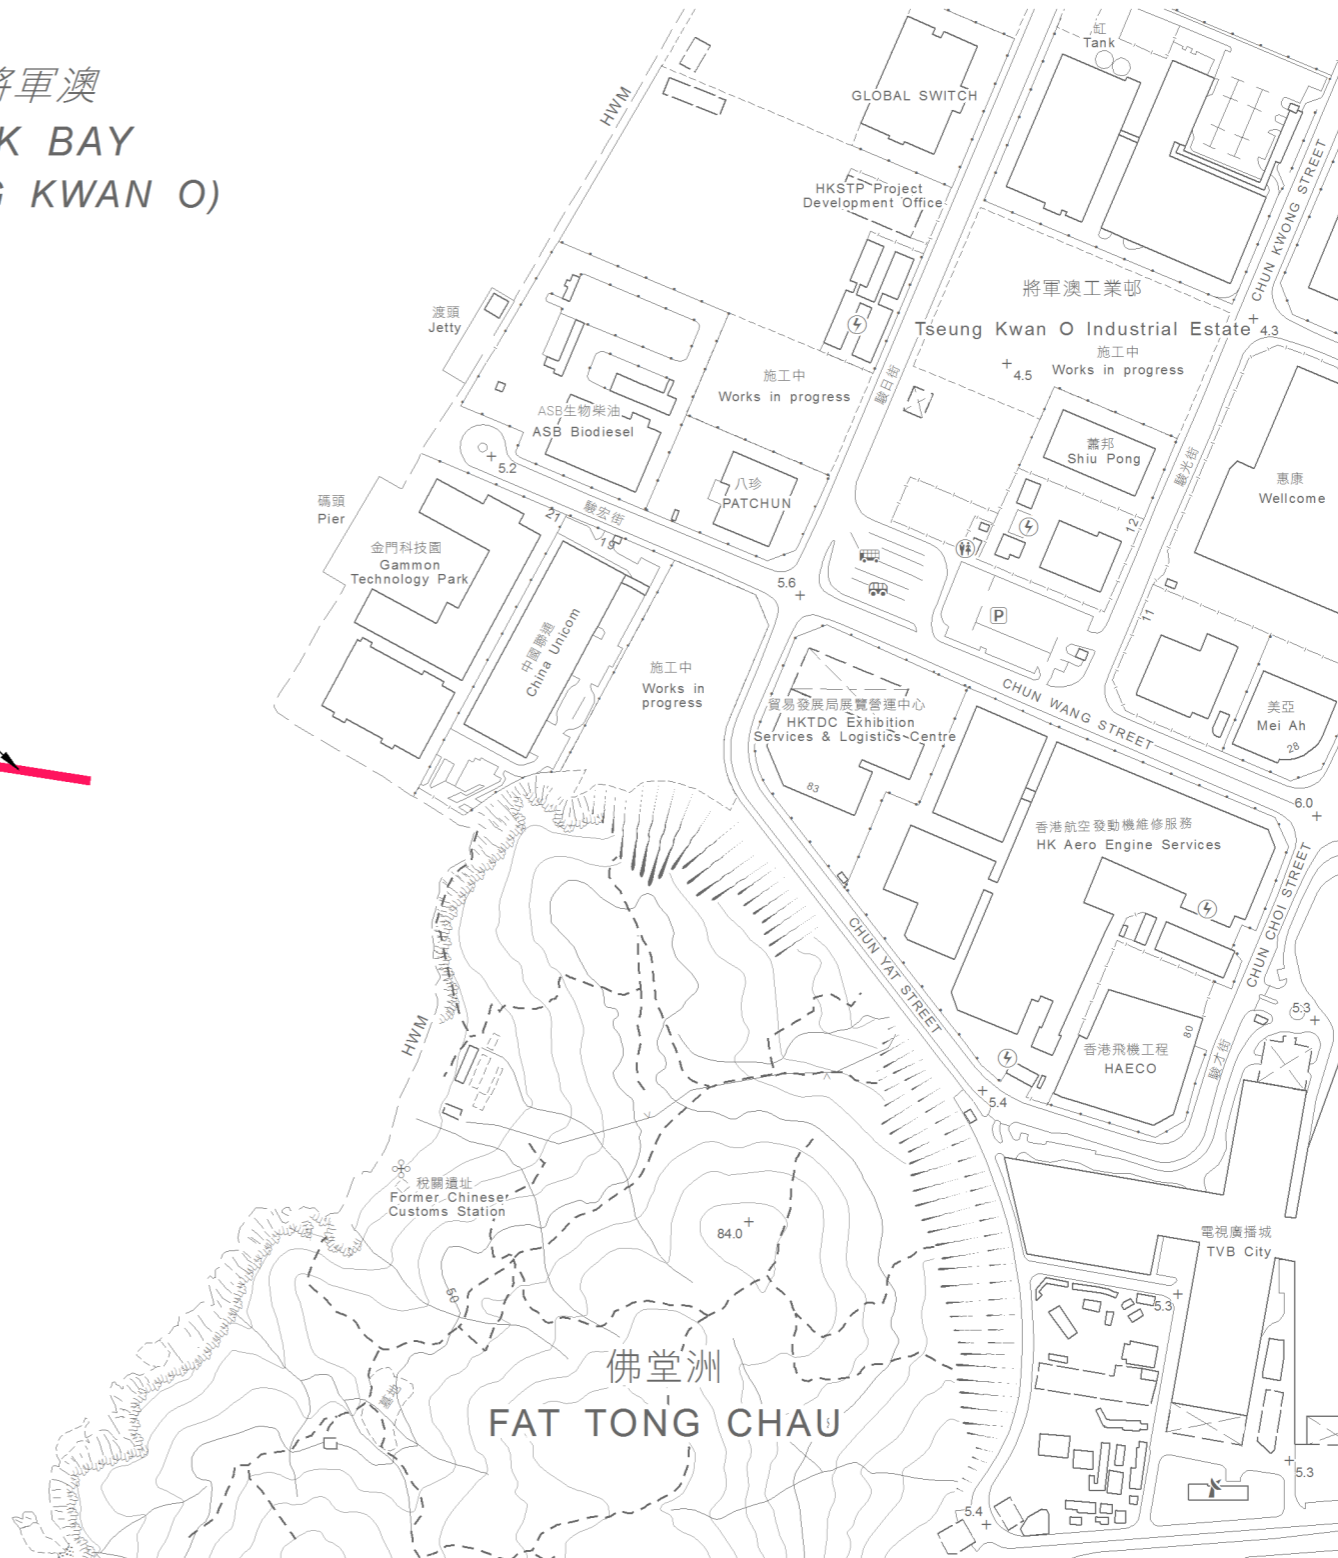 將軍澳
K BAY
G KWAN O)
缸
Tank
GLOBAL SWITCH
HWM
HKSTP Project
Development Office
CHUN KWONG STREET
將軍澳工業邨
Tseung Kwan O Industrial Estate
4.3
渡頭
Jetty
施工中
Works in progress
4.5
施工中
Works in progress
駿日街
ASB生物柴油
ASB Biodiesel
5.2
蕭邦
Shiu Pong
駿光街
惠康
Wellcome
八珍
PATCHUN
碼頭
Pier
21
駿宏街
19
12
金門科技園
Gammon
Technology Park
5.6
P
11
中國聯通
China Unicom
施工中
Works in
progress
貿易發展局展覽營運中心
HKTDC Exhibition
Services & Logistics Centre
83
CHUN WANG STREET
美亞
Mei Ah
28
6.0
香港航空發動機維修服務
HK Aero Engine Services
CHUN CHOI STREET
CHUN YAT STREET
HWM
5.3
80
駿才街
香港飛機工程
HAECO
5.4
稅關遺址
Former Chinese
Customs Station
84.0
電視廣播城
TVB City
50
5.3
佛堂洲
FAT TONG CHAU
墓地
5.3
5.4